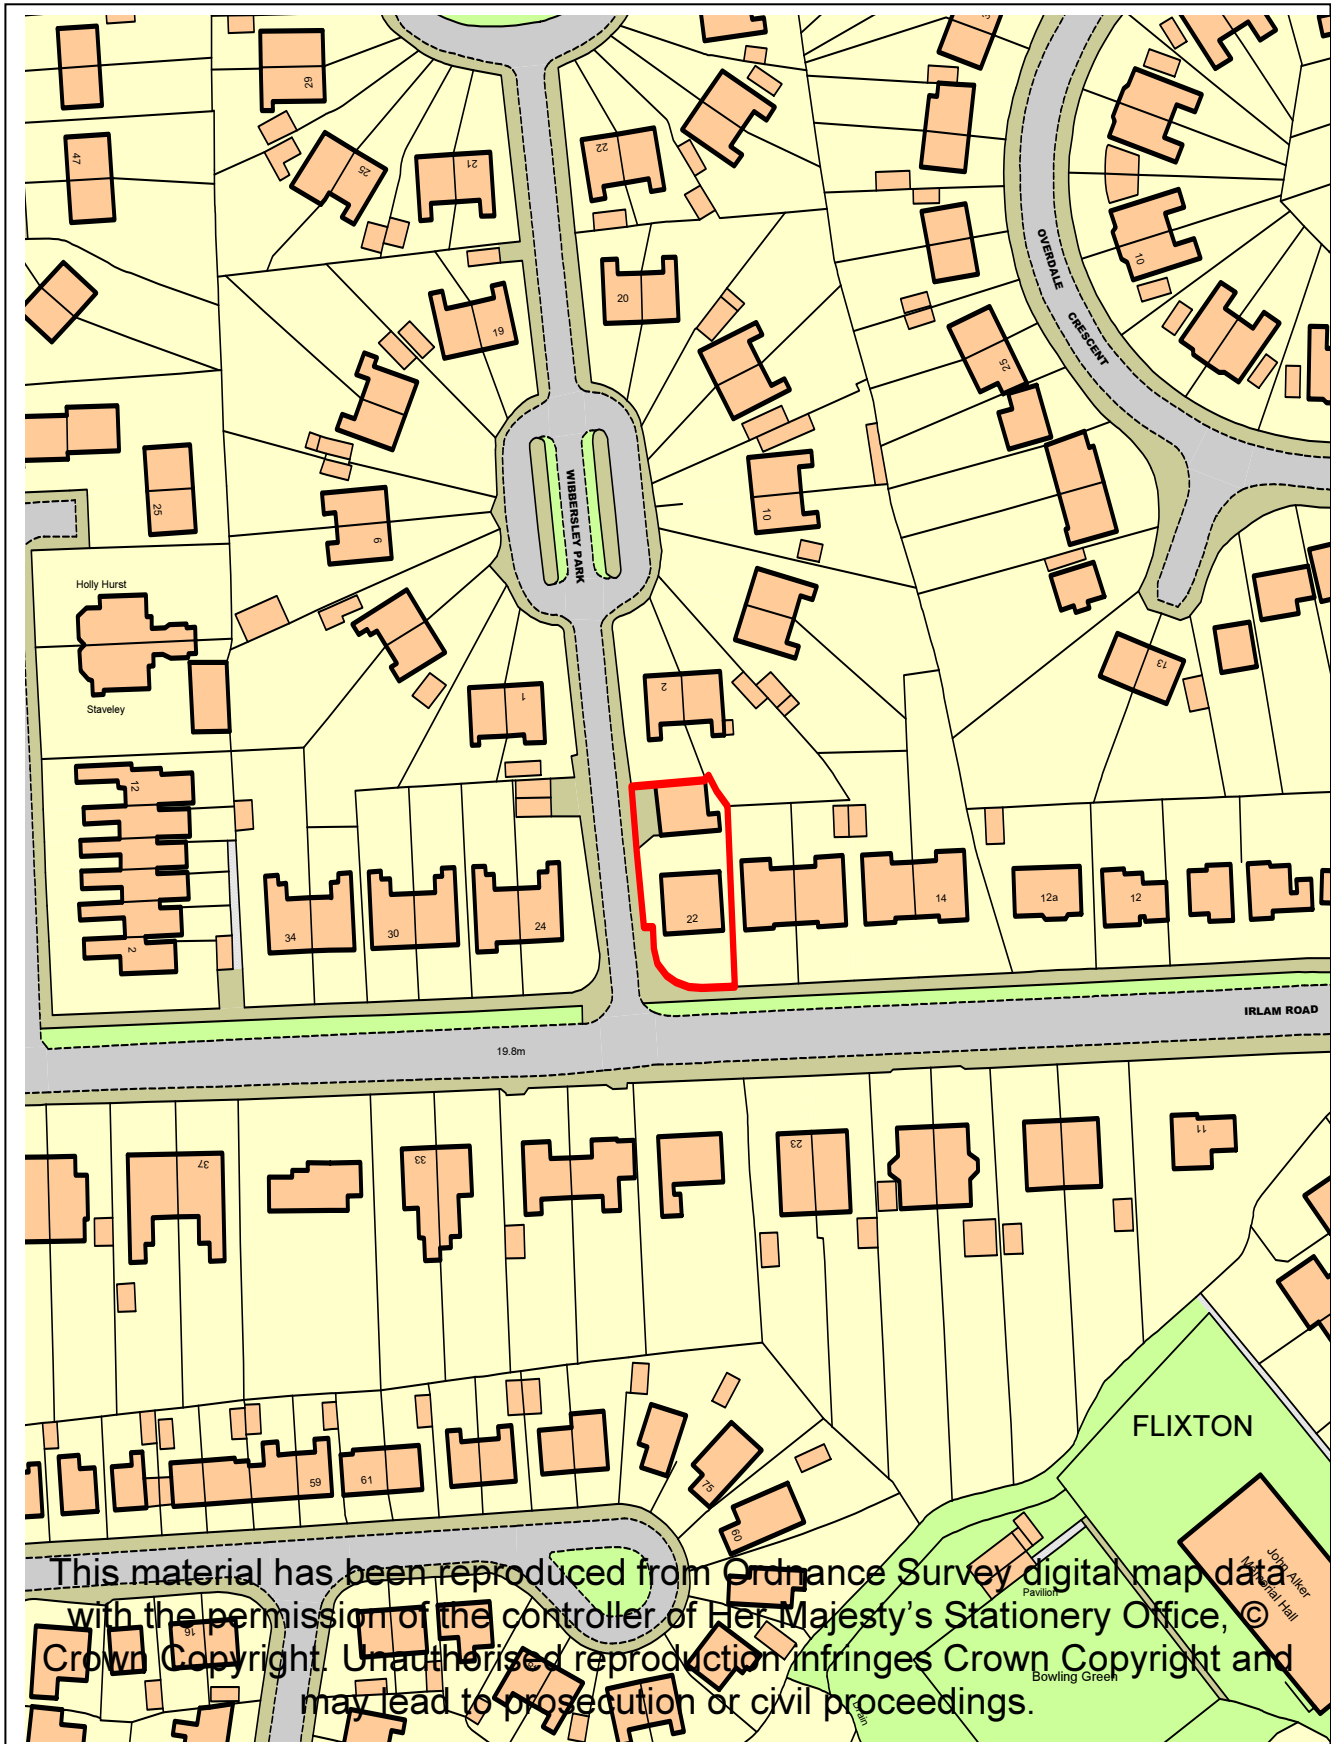 29
47
25
21
22
OVERDALE
CRESCENT
10
20
19
25
WIBBERSLEY PARK
25
6
10
Holly Hurst
Staveley
13
1
2
12
2
34
30
24
22
14
12a
12
IRLAM ROAD
19.8m
37
33
23
11
FLIXTON
59
61
75
60
John Alker
Memorial Hall
Pavilion
Bowling Green
Drain
16
This material has been reproduced from Ordnance Survey digital map data
with the permission of the controller of Her Majesty’s Stationery Office, ©
Crown Copyright. Unauthorised reproduction infringes Crown Copyright and
may lead to prosecution or civil proceedings.